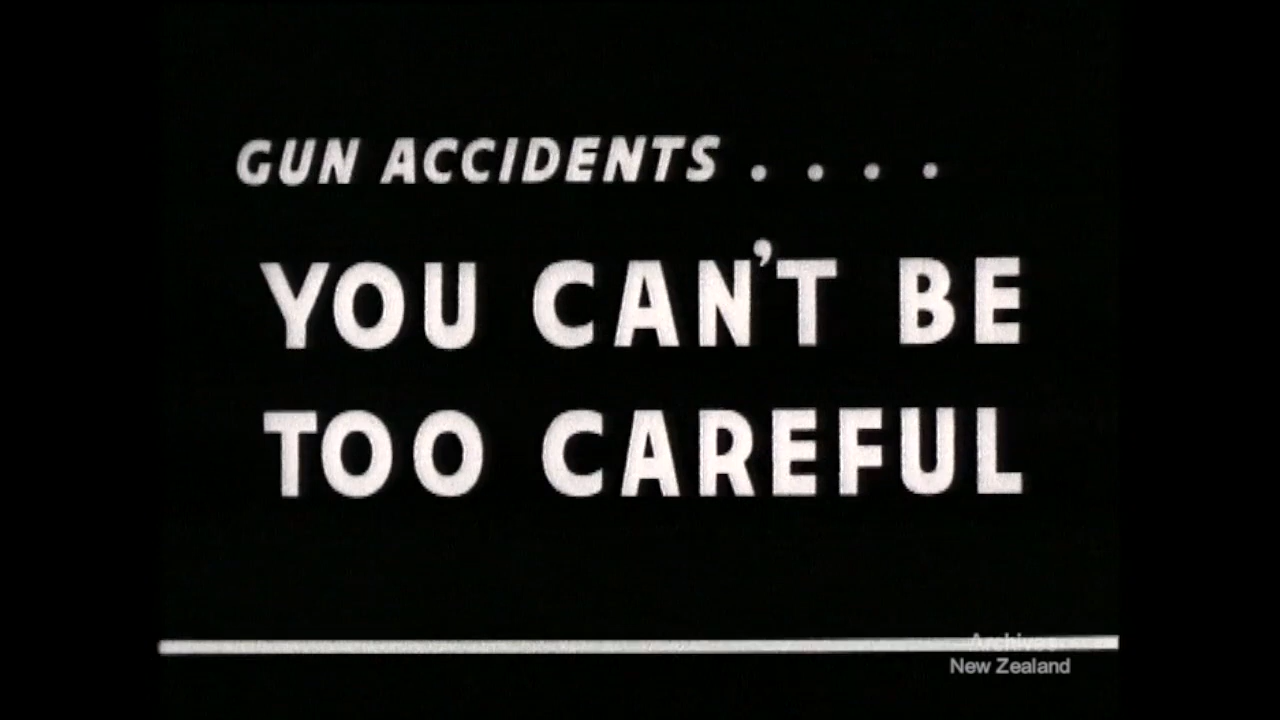 GUN ACCIDENTS . . . .
YOU CAN'T BE
TOO CAREFUL
Archives
New Zealand